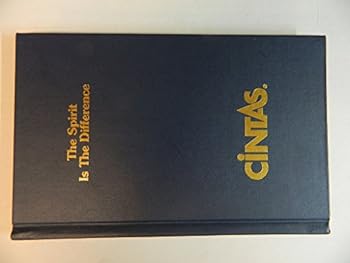 CINTAS®
The Spirit
Is The Difference